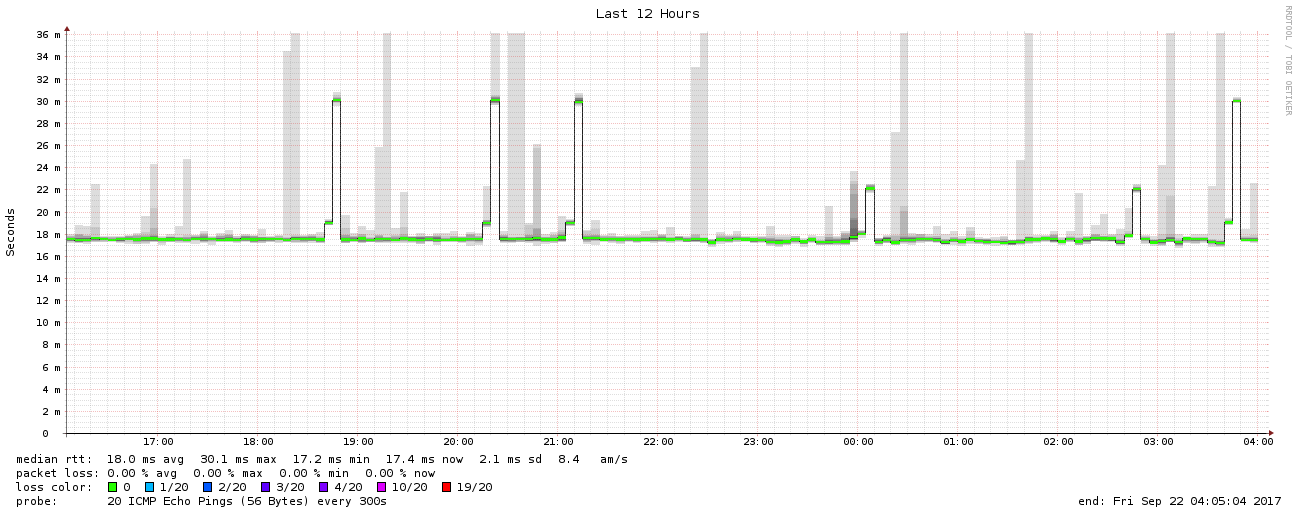 Last 12 Hours
RRDTOOL / TOBI OETIKER
Seconds
36 m
34 m
32 m
30 m
28 m
26 m
24 m
22 m
20 m
18 m
16 m
14 m
12 m
10 m
8 m
6 m
4 m
2 m
0
17:00 18:00 19:00 20:00 21:00 22:00 23:00 00:00 01:00 02:00 03:00 04:00
median rtt: 18.0 ms avg 30.1 ms max 17.2 ms min 17.4 ms now 2.1 ms sd 8.4 am/s
packet loss: 0.00 % avg 0.00 % max 0.00 % min 0.00 % now
loss color: 0 1/20 2/20 3/20 4/20 10/20 19/20
probe: 20 ICMP Echo Pings (56 Bytes) every 300s end: Fri Sep 22 04:05:04 2017